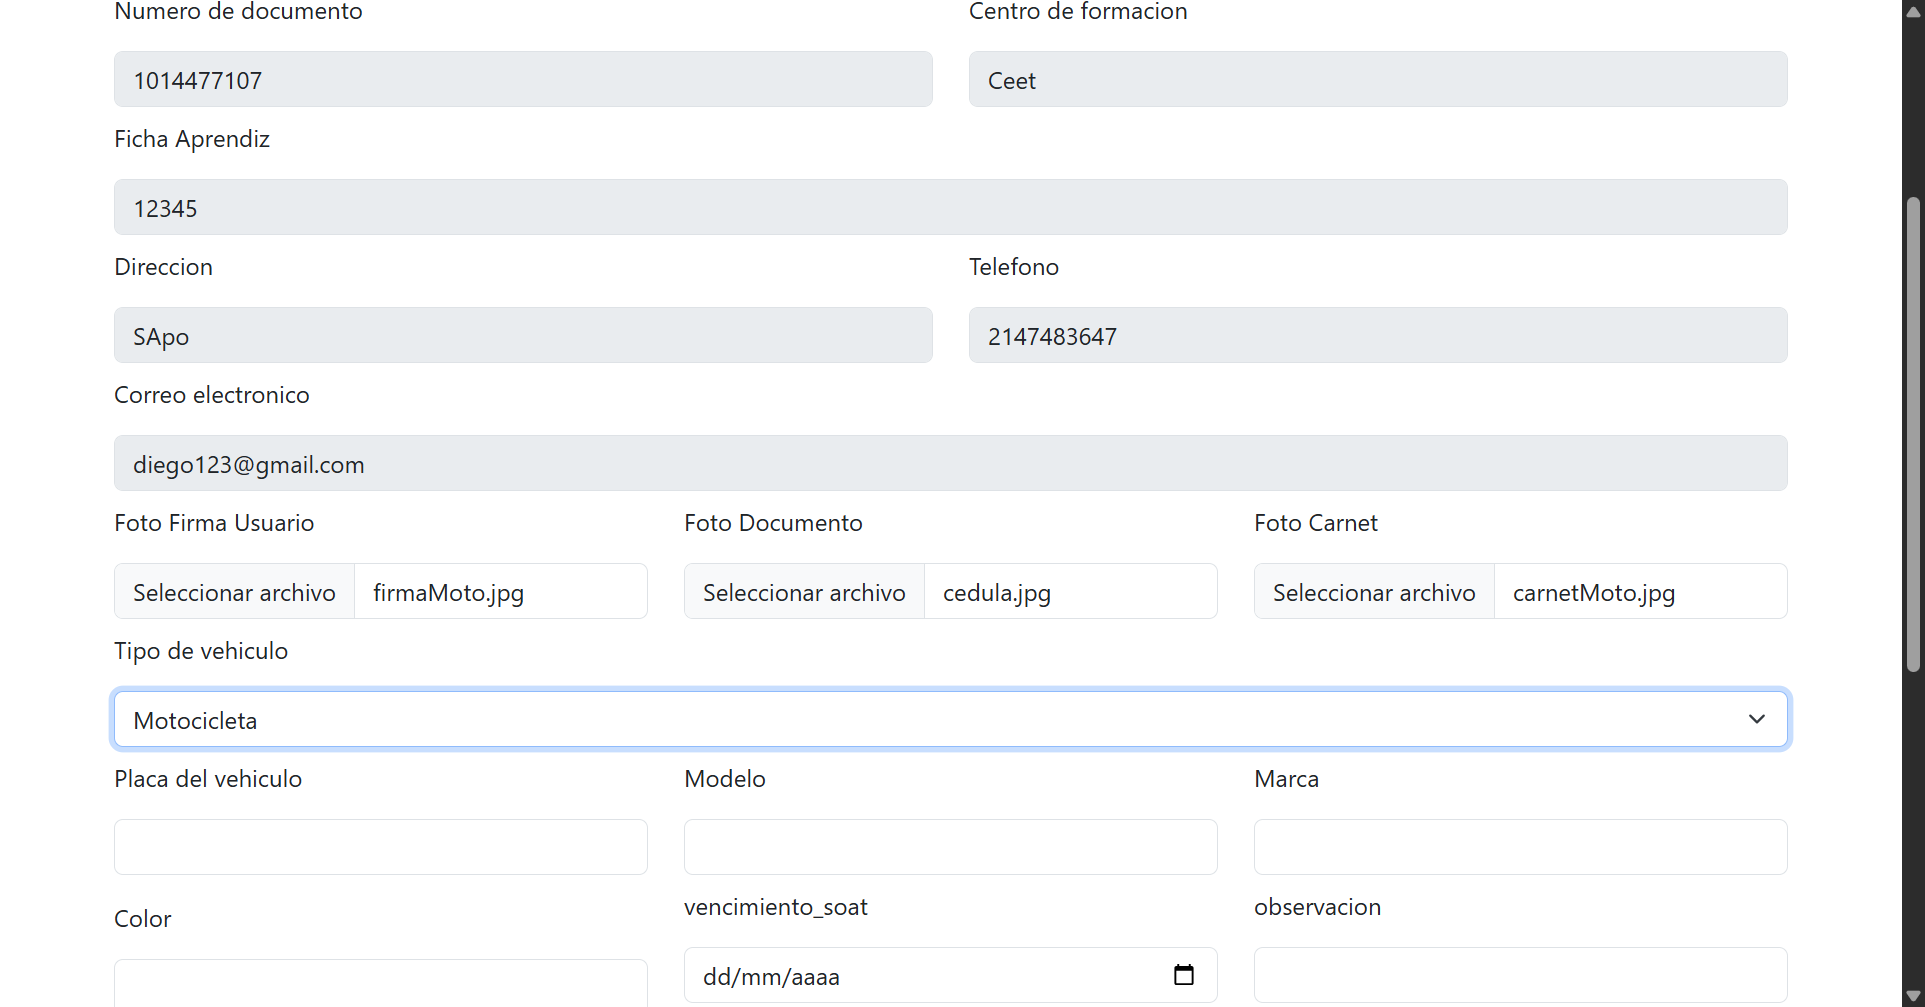 Numero de documento
Centro de formacion
1014477107
Ceet
Ficha Aprendiz
12345
Direccion
Telefono
SApo
2147483647
Correo electronico
diego123@gmail.com
Foto Firma Usuario
Foto Documento
Foto Carnet
Seleccionar archivo firmaMoto.jpg
Seleccionar archivo cedula.jpg
Seleccionar archivo carnetMoto.jpg
Tipo de vehiculo
Motocicleta
Placa del vehiculo
Modelo
Marca
Color
vencimiento_soat
observacion
dd/mm/aaaa